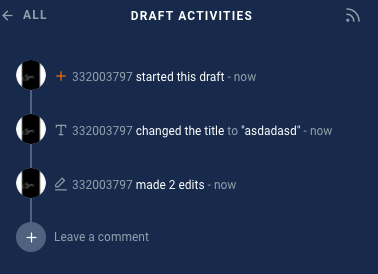 ALL
DRAFT ACTIVITIES
332003797 started this draft - now
332003797 changed the title to "asdadasd" - now
332003797 made 2 edits - now
Leave a comment